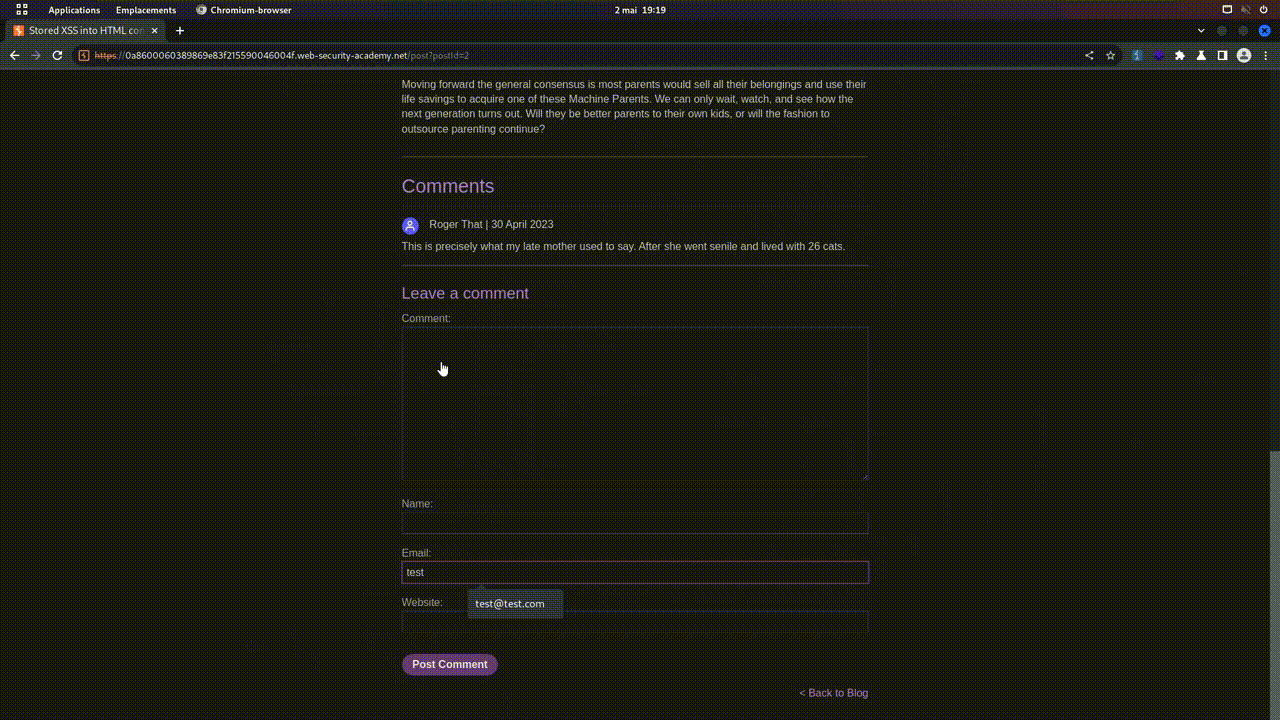 Applications Emplacements Chromium-browser 2 mai 19:19
Stored XSS into HTML con
https://0a8600060389869e83f215590046004f.web-security-academy.net/post?postId=2
Moving forward the general consensus is most parents would sell all their belongings and use their
life savings to acquire one of these Machine Parents. We can only wait, watch, and see how the
next generation turns out. Will they be better parents to their own kids, or will the fashion to
outsource parenting continue?
Comments
Roger That | 30 April 2023
This is precisely what my late mother used to say. After she went senile and lived with 26 cats.
Leave a comment
Comment:
Name:
Email:
test
test@test.com
Website:
Post Comment
< Back to Blog